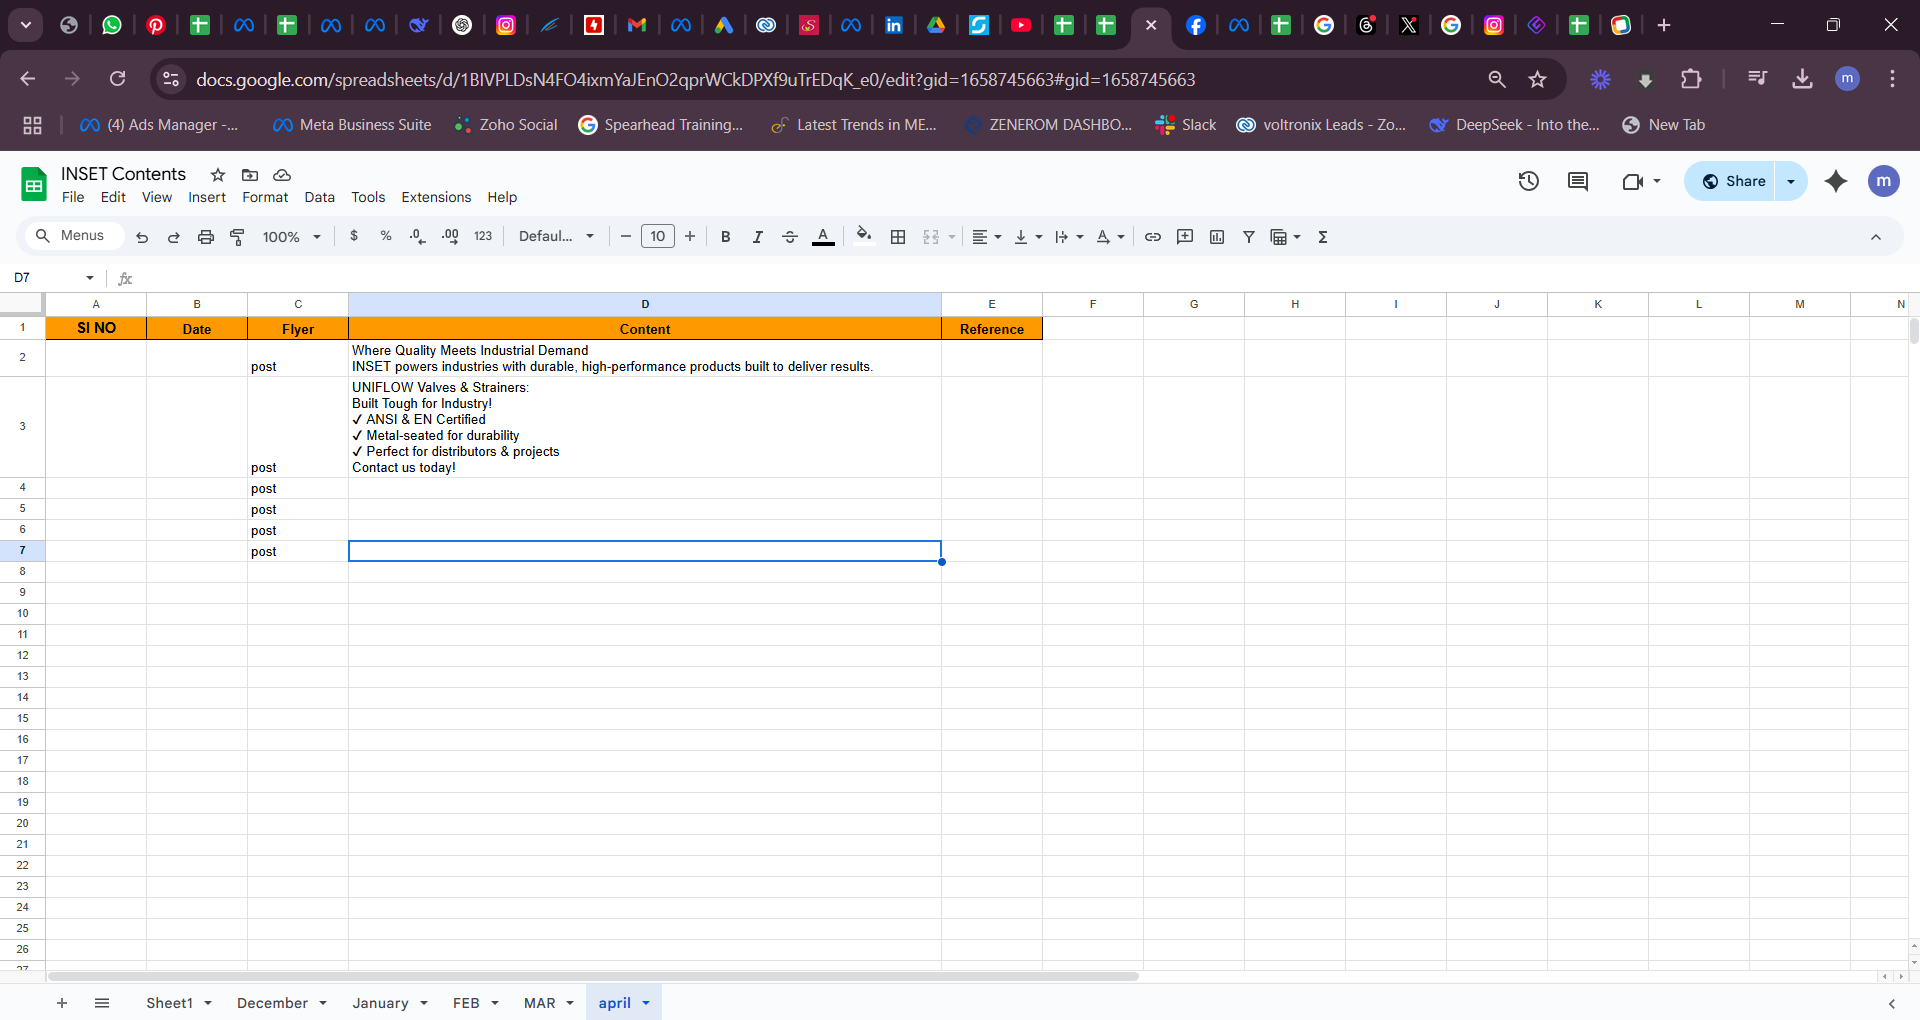 docs.google.com/spreadsheets/d/1BIVPLDsN4FO4ixmYaJEnO2qprWCkDPXf9uTrEDqK_e0/edit?gid=1658745663#gid=1658745663
m
(4) Ads Manager -...
Meta Business Suite
Zoho Social
Spearhead Training...
Latest Trends in ME...
ZENEROM DASHBO...
Slack
voltronix Leads - Zo...
DeepSeek - Into the...
New Tab
INSET Contents
File Edit View Insert Format Data Tools Extensions Help
Share
m
Menus
100%
$ % .0 .00 123
Defaul...
10
B I A A Σ
D7
fx
A B C D E F G H I J K L M N
1 SI NO Date Flyer Content Reference
2 post Where Quality Meets Industrial Demand
INSET powers industries with durable, high-performance products built to deliver results.
3 post UNIFLOW Valves & Strainers:
Built Tough for Industry!
✓ ANSI & EN Certified
✓ Metal-seated for durability
✓ Perfect for distributors & projects
Contact us today!
4 post
5 post
6 post
7 post
8
9
10
11
12
13
14
15
16
17
18
19
20
21
22
23
24
25
26
27
Sheet1 December January FEB MAR april